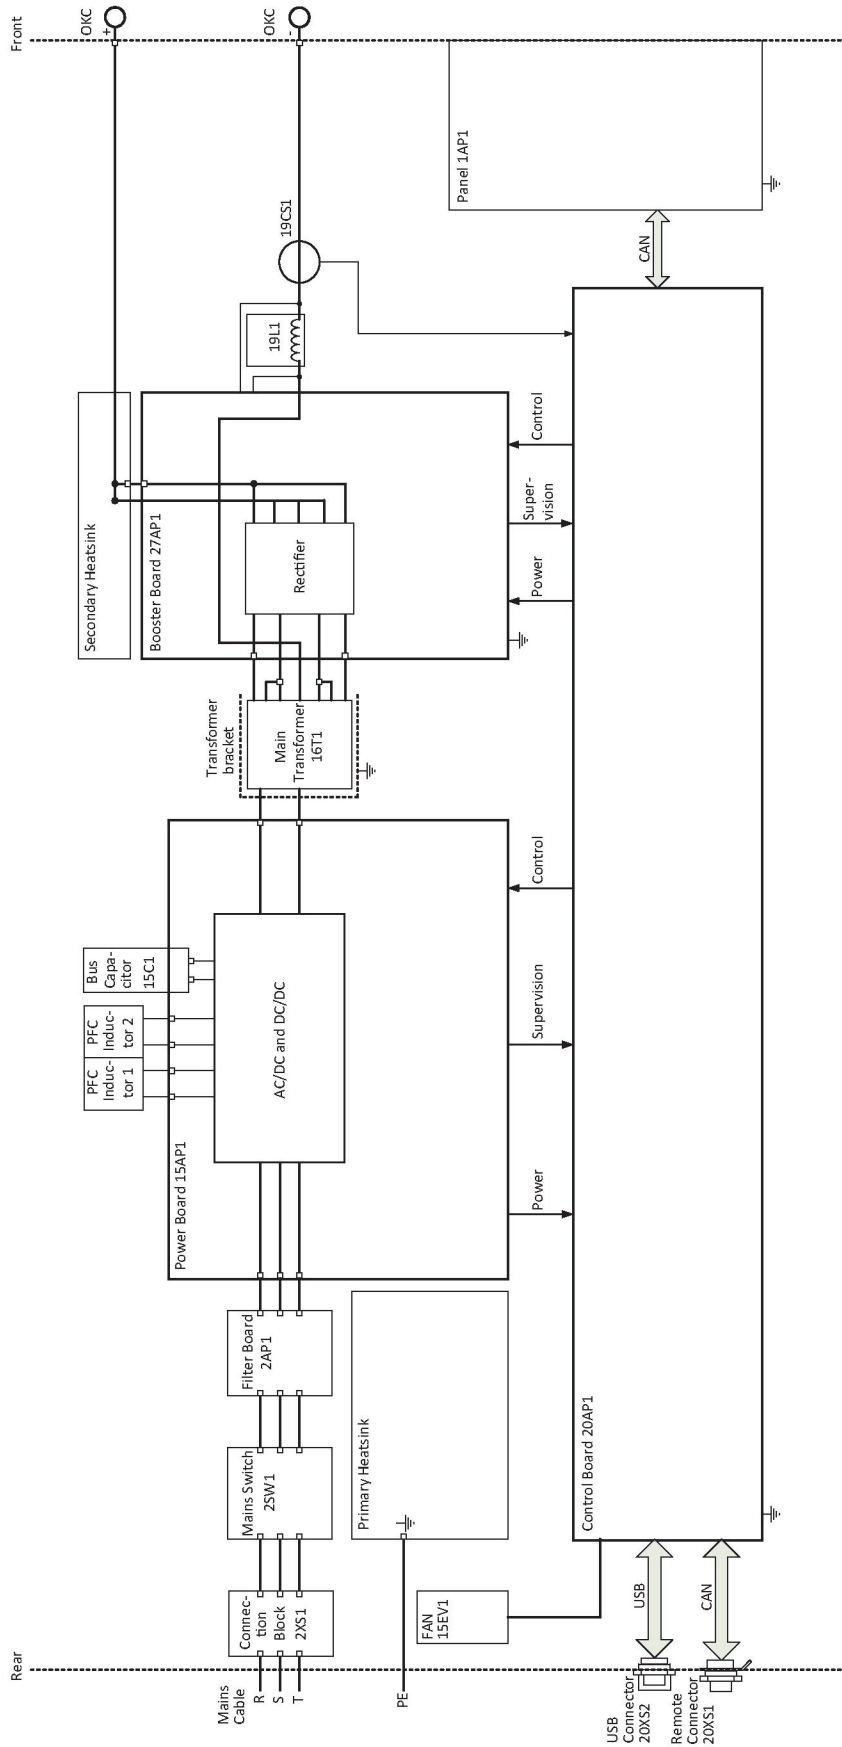 Front
OKC
+
OKC
-
Panel 1AP1
19CS1
CAN
19L1
Secondary Heatsink
Booster Board 27AP1
Rectifier
Control
Super-
vision
Power
Transformer
bracket
Main
Transformer
16T1
Bus
Capa-
citor
15C1
PFC
Induc-
tor 2
PFC
Induc-
tor 1
AC/DC and DC/DC
Power Board 15AP1
Control
Supervision
Power
Filter Board
2AP1
Mains Switch
2SW1
Primary Heatsink
Control Board 20AP1
Connec-
tion
Block
2XS1
FAN
15EV1
USB
CAN
Rear
Mains
Cable
R
S
T
PE
USB
Connector
20XS2
Remote
Connector
20XS1